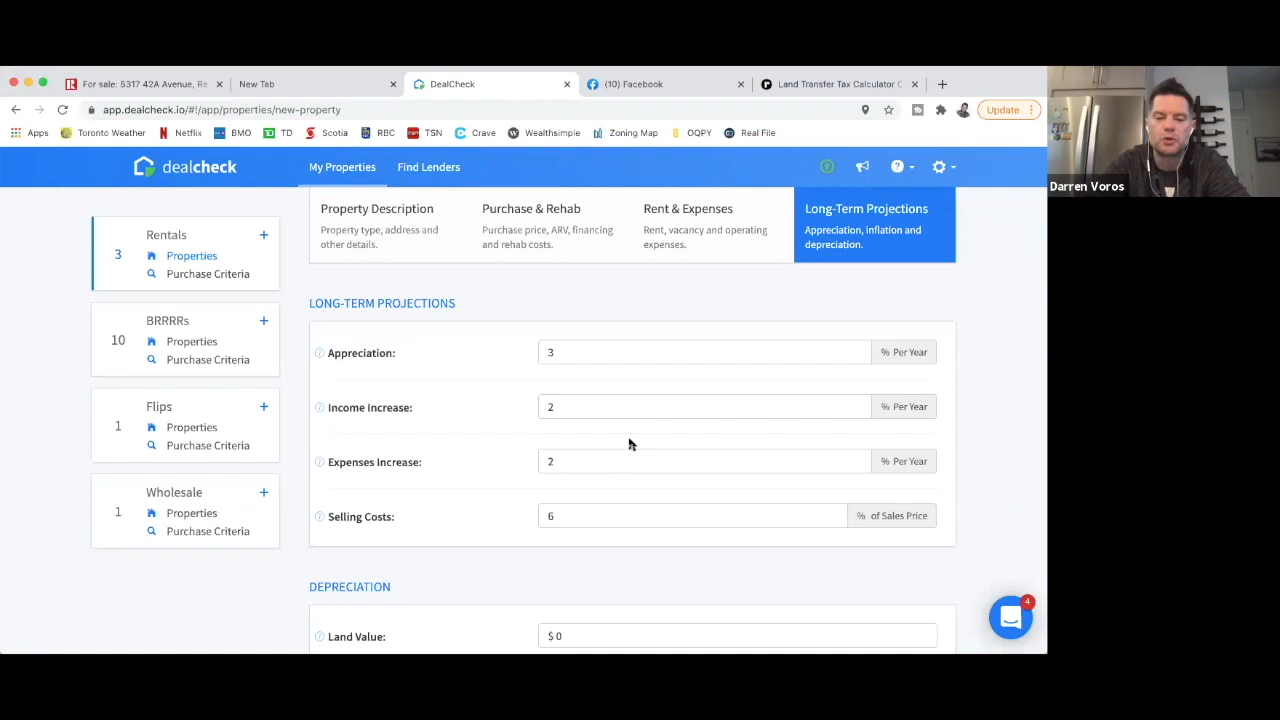 For sale: 5317 42A Avenue, Re
New Tab
DealCheck
(10) Facebook
Land Transfer Tax Calculator C
app.dealcheck.io/#!/app/properties/new-property
Update
Apps
Toronto Weather
Netflix
BMO
TD
Scotia
RBC
TSN
Crave
Wealthsimple
Zoning Map
OQPY
Real File
dealcheck
My Properties
Find Lenders
Darren Voros
Rentals
3
Properties
Purchase Criteria
BRRRRs
10
Properties
Purchase Criteria
Flips
1
Properties
Purchase Criteria
Wholesale
1
Properties
Purchase Criteria
Property Description
Property type, address and
other details.
Purchase & Rehab
Purchase price, ARV, financing
and rehab costs.
Rent & Expenses
Rent, vacancy and operating
expenses.
Long-Term Projections
Appreciation, inflation and
depreciation.
LONG-TERM PROJECTIONS
Appreciation: 3 % Per Year
Income Increase: 2 % Per Year
Expenses Increase: 2 % Per Year
Selling Costs: 6 % of Sales Price
DEPRECIATION
Land Value: $ 0
4